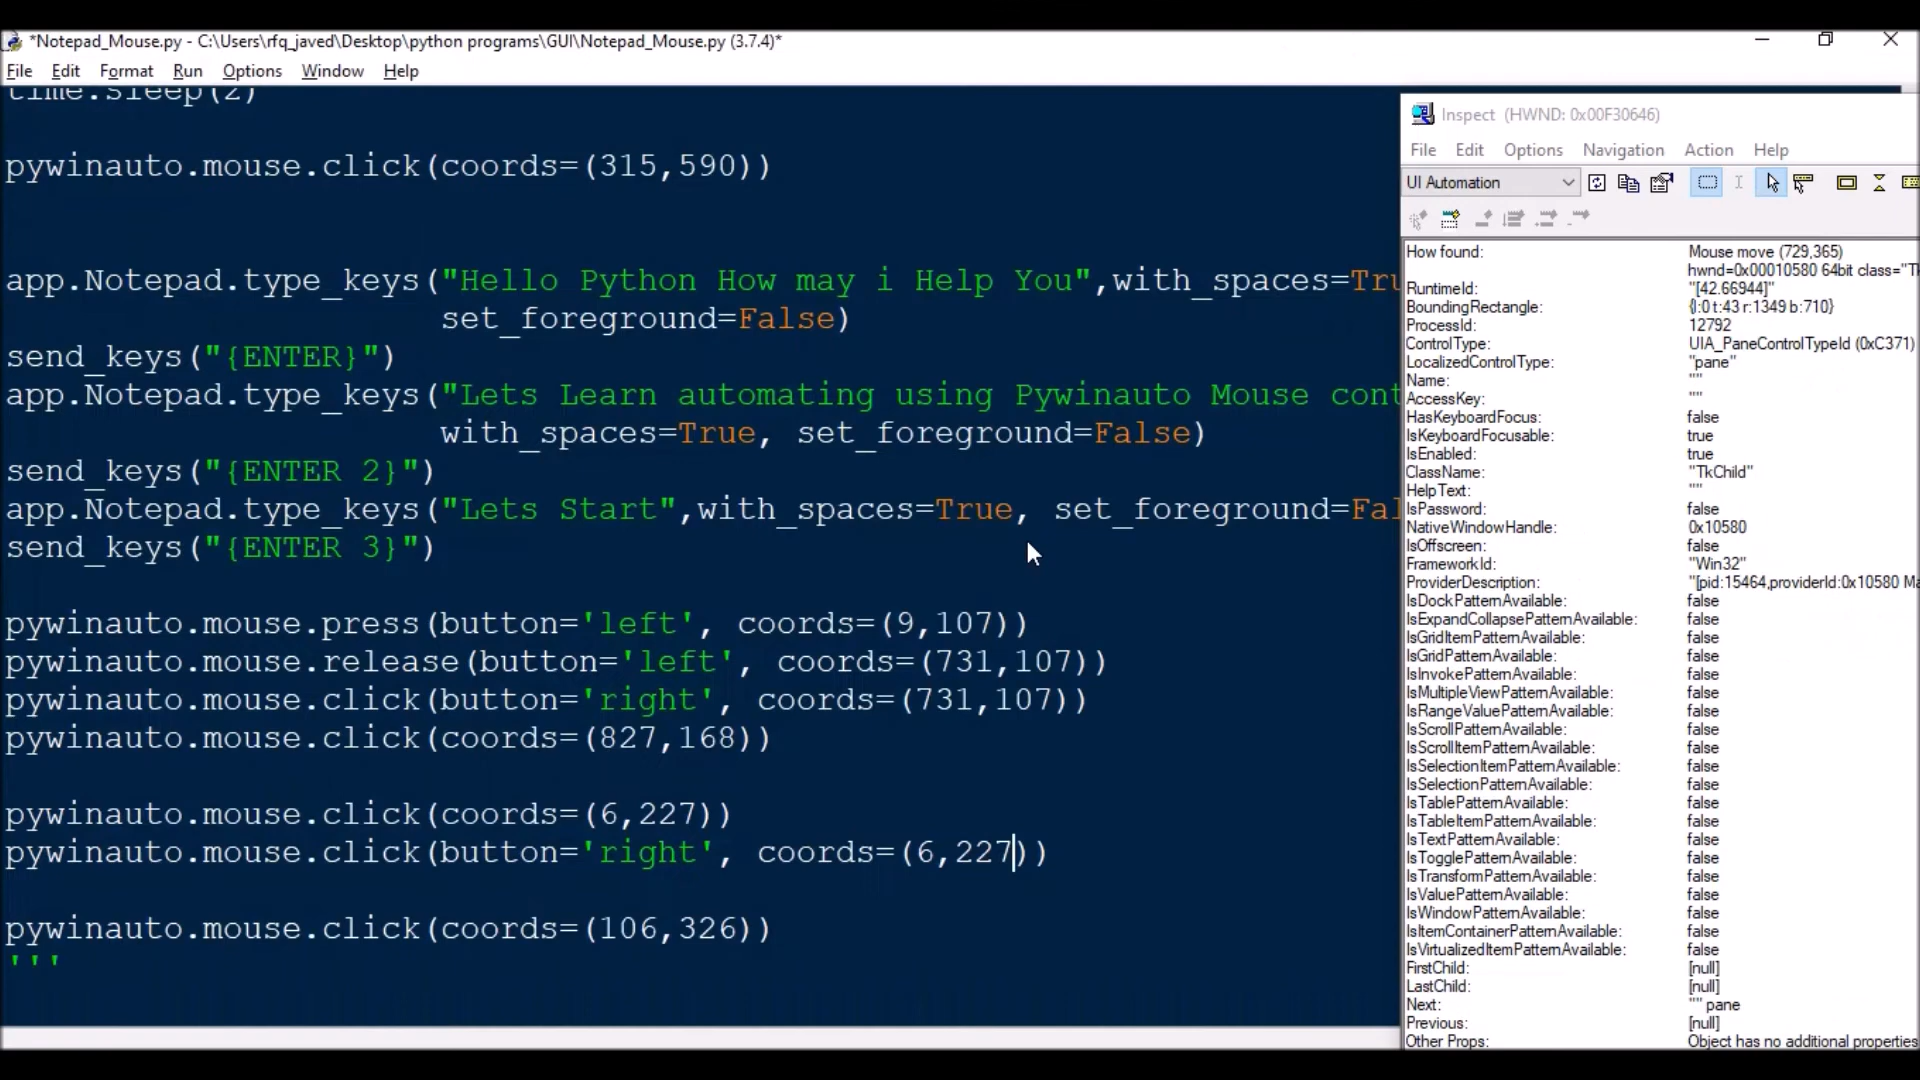 *Notepad_Mouse.py - C:\Users\rfq_javed\Desktop\python programs\GUI\Notepad_Mouse.py (3.7.4)*
File Edit Format Run Options Window Help
time.sleep(2)
pywinauto.mouse.click(coords=(315,590))
app.Notepad.type_keys("Hello Python How may i Help You",with_spaces=Tru
set_foreground=False)
send_keys("{ENTER}")
app.Notepad.type_keys("Lets Learn automating using Pywinauto Mouse cont
with_spaces=True, set_foreground=False)
send_keys("{ENTER 2}")
app.Notepad.type_keys("Lets Start",with_spaces=True, set_foreground=Fal
send_keys("{ENTER 3}")
pywinauto.mouse.press(button='left', coords=(9,107))
pywinauto.mouse.release(button='left', coords=(731,107))
pywinauto.mouse.click(button='right', coords=(731,107))
pywinauto.mouse.click(coords=(827,168))
pywinauto.mouse.click(coords=(6,227))
pywinauto.mouse.click(button='right', coords=(6,227))
pywinauto.mouse.click(coords=(106,326))
'''
Inspect (HWND: 0x00F30646)
File Edit Options Navigation Action Help
UI Automation
How found: Mouse move (729,365)
hwnd=0x00010580 64bit class="Tk
RuntimeId: "[42.66944]"
BoundingRectangle: {l:0 t:43 r:1349 b:710}
ProcessId: 12792
ControlType: UIA_PaneControlTypeId (0xC371)
LocalizedControlType: "pane"
Name: ""
AccessKey: ""
HasKeyboardFocus: false
IsKeyboardFocusable: true
IsEnabled: true
ClassName: "TkChild"
HelpText: ""
IsPassword: false
NativeWindowHandle: 0x10580
IsOffscreen: false
FrameworkId: "Win32"
ProviderDescription: "[pid:15464,providerId:0x10580 Ma
IsDockPatternAvailable: false
IsExpandCollapsePatternAvailable: false
IsGridItemPatternAvailable: false
IsGridPatternAvailable: false
IsInvokePatternAvailable: false
IsMultipleViewPatternAvailable: false
IsRangeValuePatternAvailable: false
IsScrollPatternAvailable: false
IsScrollItemPatternAvailable: false
IsSelectionItemPatternAvailable: false
IsSelectionPatternAvailable: false
IsTablePatternAvailable: false
IsTableItemPatternAvailable: false
IsTextPatternAvailable: false
IsTogglePatternAvailable: false
IsTransformPatternAvailable: false
IsValuePatternAvailable: false
IsWindowPatternAvailable: false
IsItemContainerPatternAvailable: false
IsVirtualizedItemPatternAvailable: false
FirstChild: [null]
LastChild: [null]
Next: "" pane
Previous: [null]
Other Props: Object has no additional properties